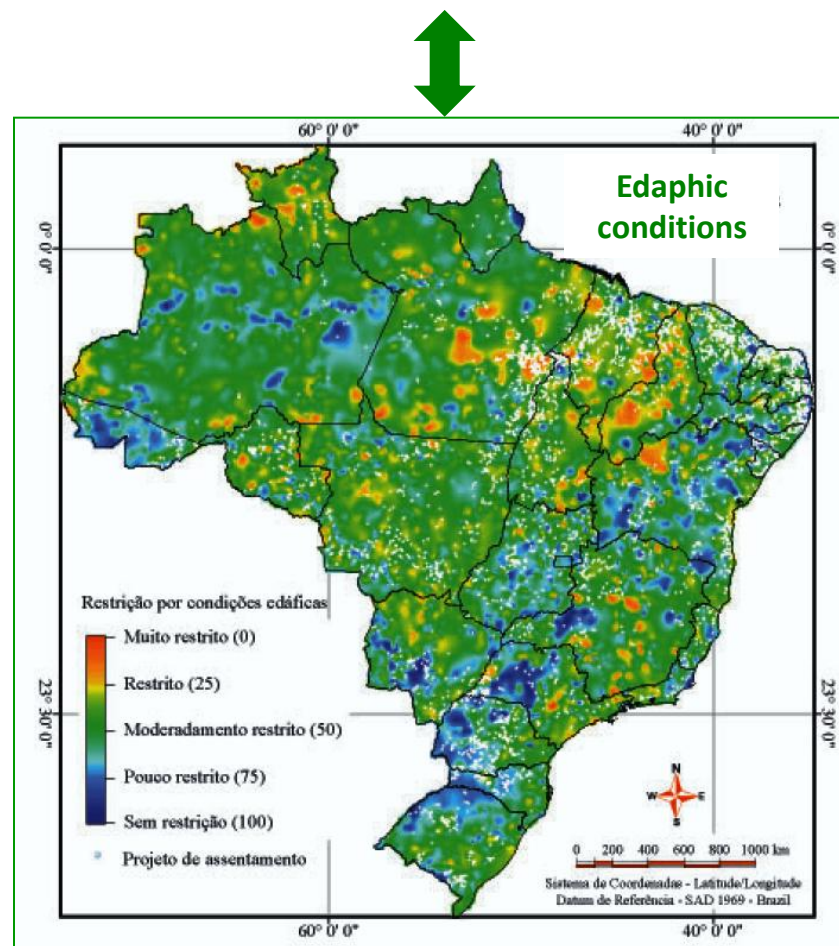 60° 0' 0"
40° 0' 0"
Edaphic
conditions
0° 0' 0"
0° 0' 0"
Restrição por condições edáficas
Muito restrito (0)
Restrito (25)
Moderadamento restrito (50)
Pouco restrito (75)
Sem restrição (100)
Projeto de assentamento
23° 30' 0"
23° 30' 0"
N
W
E
S
0 200 400 600 800 1000 km
Sistema de Coordenadas - Latitude/Longitude
Datum de Referência - SAD 1969 - Brazil
60° 0' 0"
40° 0' 0"